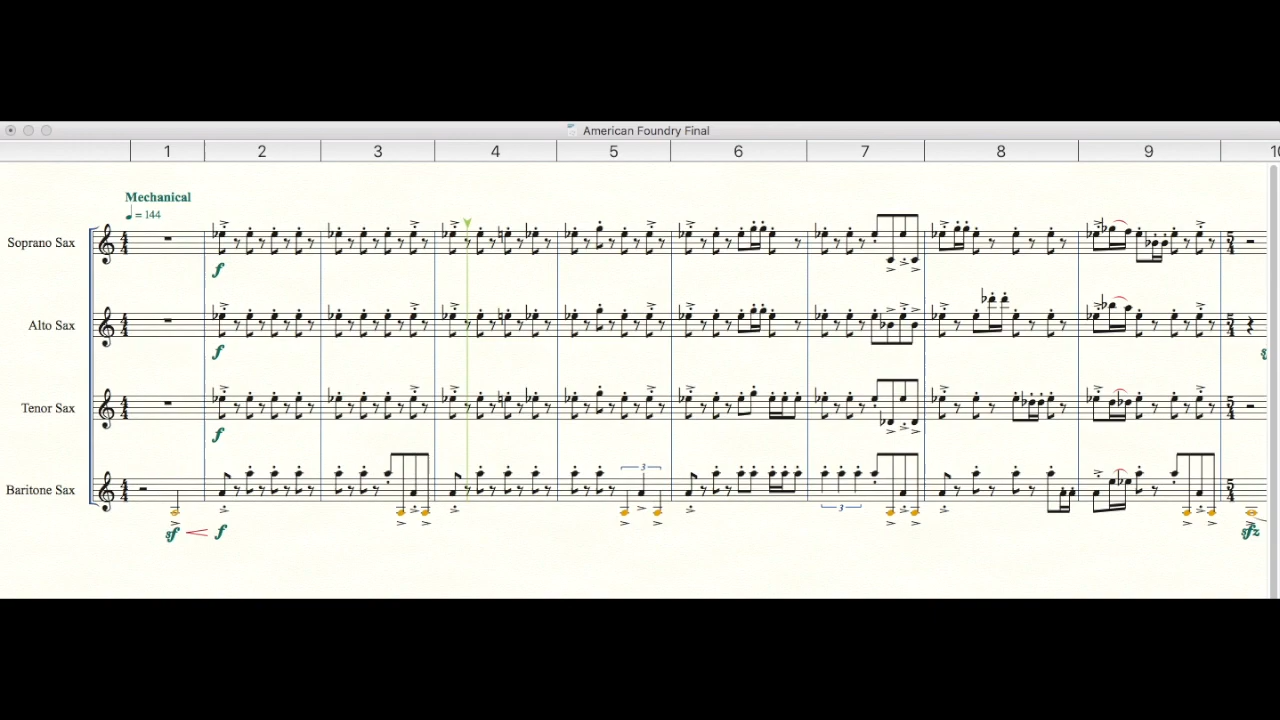 American Foundry Final
1 2 3 4 5 6 7 8 9 10
Mechanical
♩ = 144
Soprano Sax
f
Alto Sax
f
Tenor Sax
f
3
Baritone Sax
3
sf f sfz